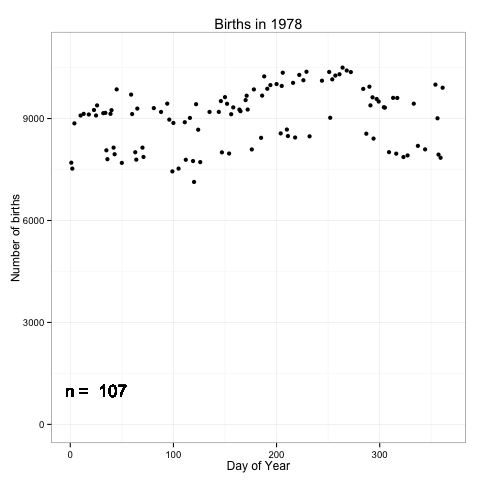 Births in 1978
Number of births
9000
6000
3000
0
n = 107
0 100 200 300
Day of Year